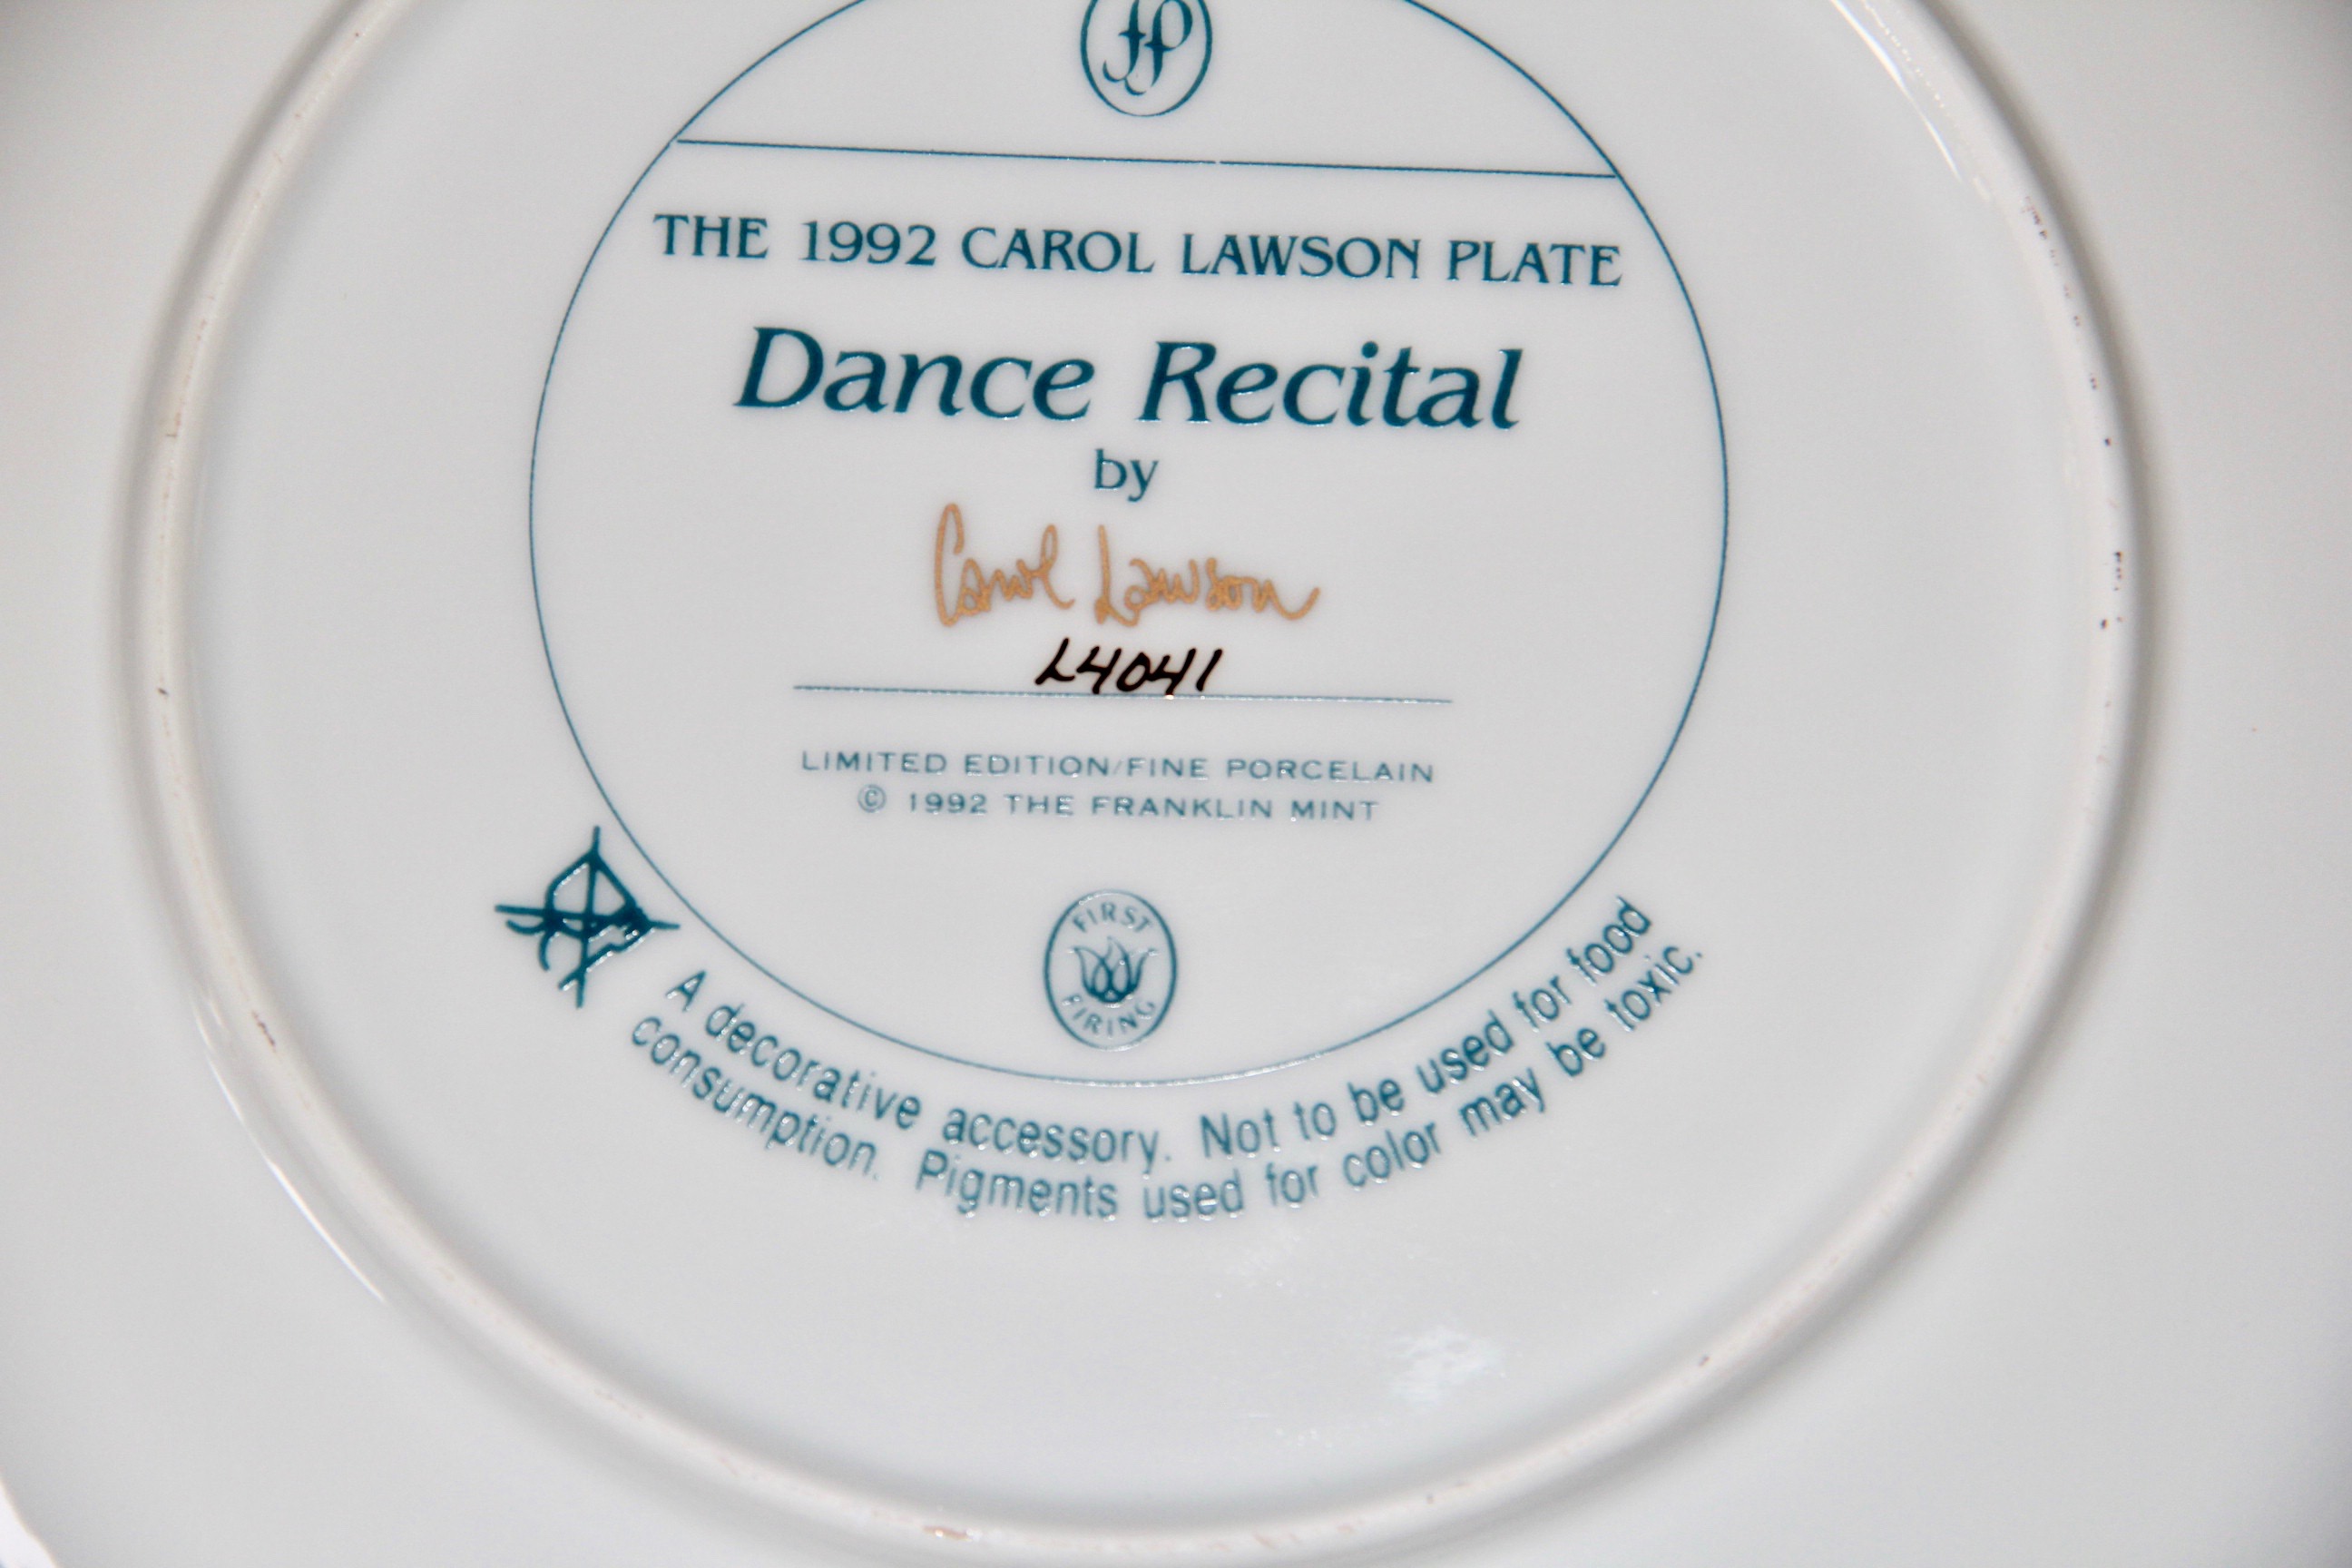 FP
THE 1992 CAROL LAWSON PLATE
Dance Recital
by
Carol Lawson
L4041
LIMITED EDITION/FINE PORCELAIN
© 1992 THE FRANKLIN MINT
FIRST
FIRING
A decorative accessory. Not to be used for food
consumption. Pigments used for color may be toxic.